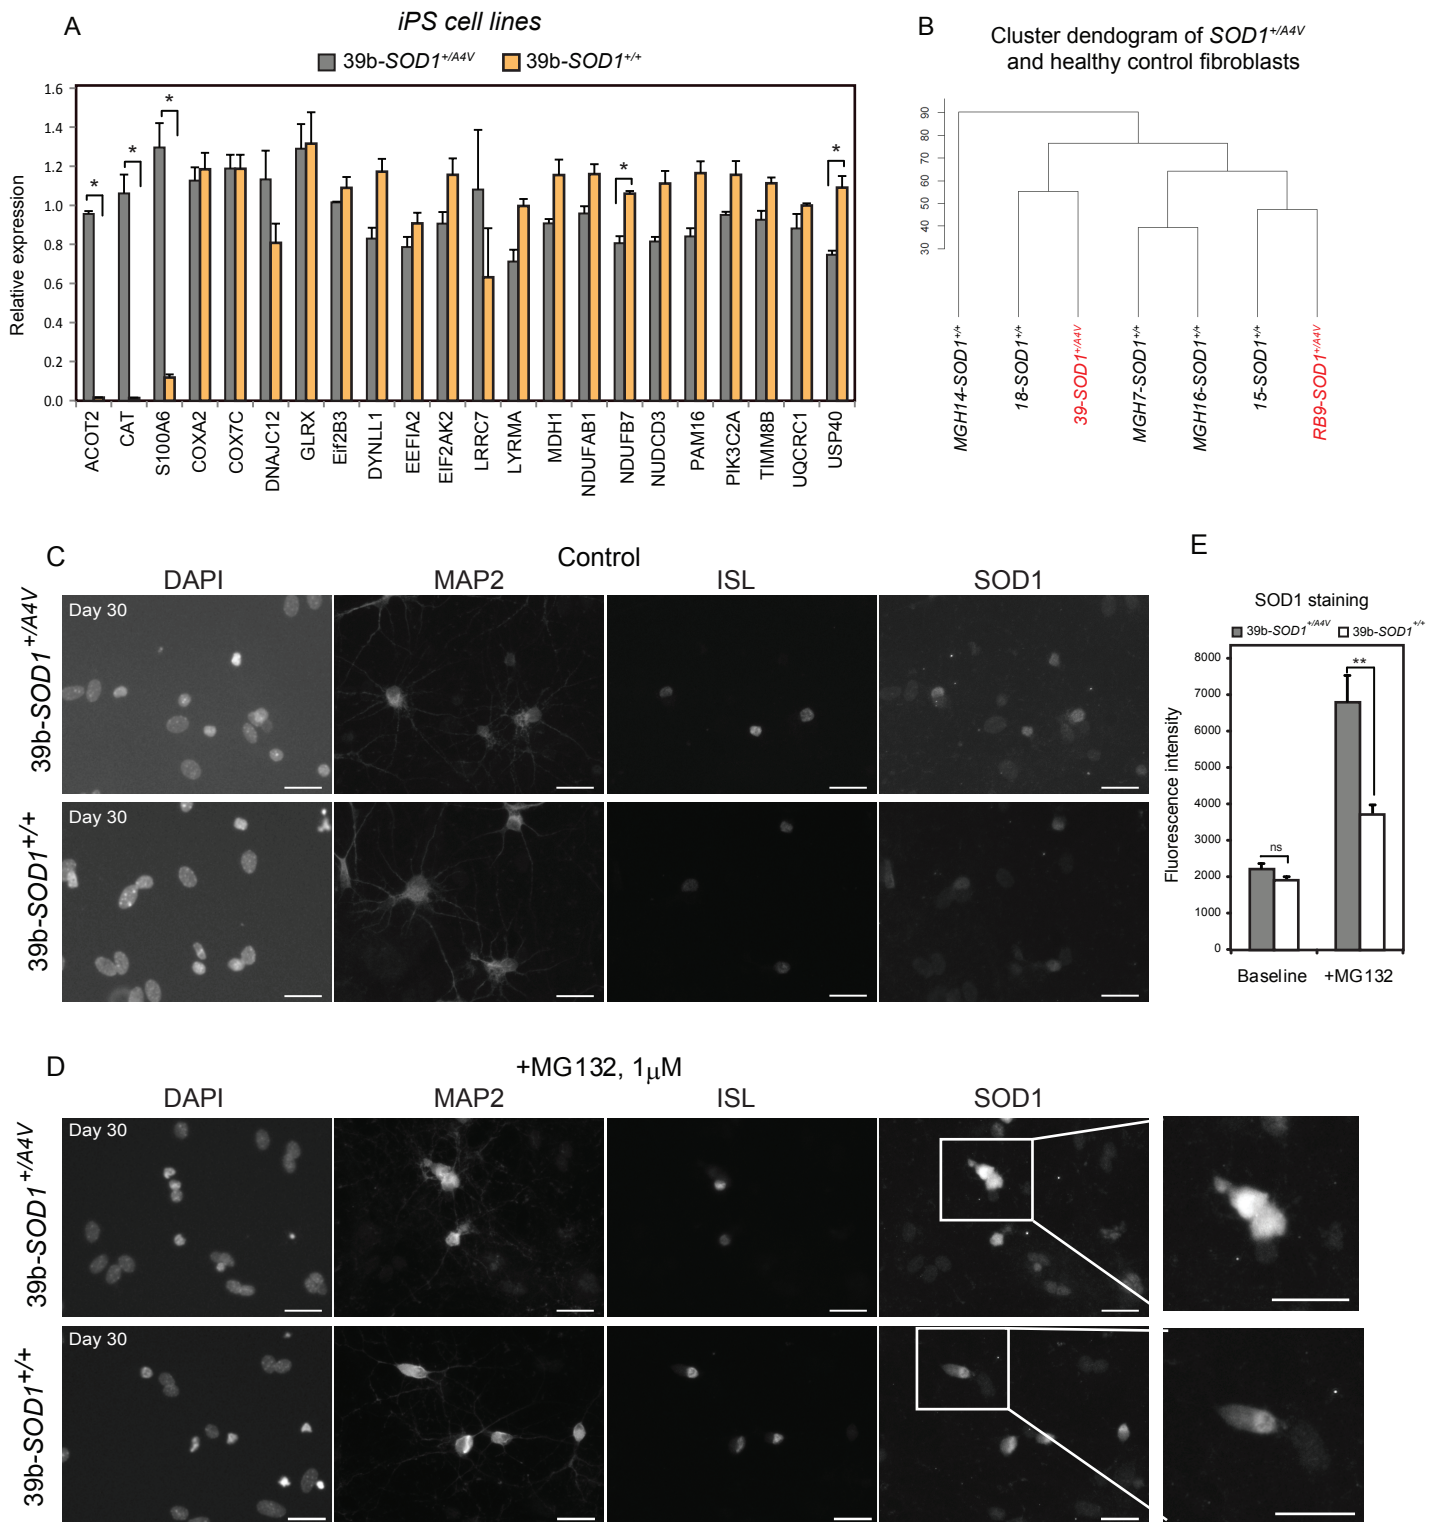 A
iPS cell lines
39b-SOD1+/A4V 39b-SOD1+/+
Relative expression
1.6
1.4
1.2
1.0
0.8
0.6
0.4
0.2
0.0
* * * * *
ACOT2
CAT
S100A6
COXA2
COX7C
DNAJC12
GLRX
Eif2B3
DYNLL1
EEFIA2
EIF2AK2
LRRC7
LYRMA
MDH1
NDUFAB1
NDUFB7
NUDCD3
PAM16
PIK3C2A
TIMM8B
UQCRC1
USP40
B
Cluster dendogram of SOD1+/A4V
and healthy control fibroblasts
90
80
70
60
50
40
30
MGH14-SOD1+/+
18-SOD1+/+
39-SOD1+/A4V
MGH7-SOD1+/+
MGH16-SOD1+/+
15-SOD1+/+
RB9-SOD1+/A4V
C
Control
DAPI MAP2 ISL SOD1
39b-SOD1+/A4V
Day 30
39b-SOD1+/+
Day 30
E
SOD1 staining
39b-SOD1+/A4V 39b-SOD1+/+
Fluorescence intensity
8000
7000
6000
5000
4000
3000
2000
1000
0
ns
**
Baseline +MG132
D
+MG132, 1µM
DAPI MAP2 ISL SOD1
39b-SOD1+/A4V
Day 30
39b-SOD1+/+
Day 30